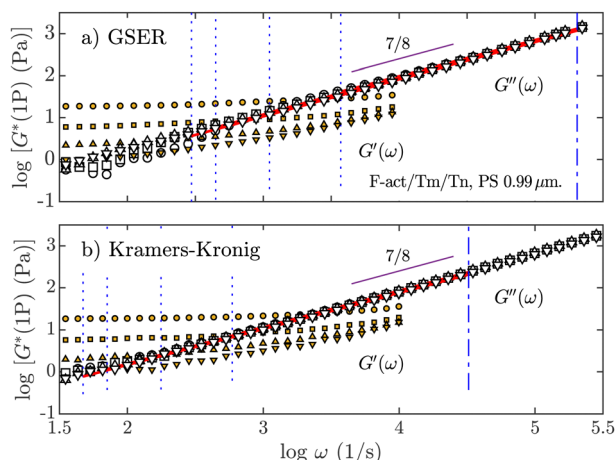 a) GSER
7/8
G″(ω)
G′(ω)
F-act/Tm/Tn, PS 0.99 μm.
log [G*(1P) (Pa)]
3
2
1
0
-1
b) Kramers-Kronig
7/8
G″(ω)
G′(ω)
log [G*(1P) (Pa)]
3
2
1
0
-1
1.5 2 2.5 3 3.5 4 4.5 5 5.5
log ω (1/s)